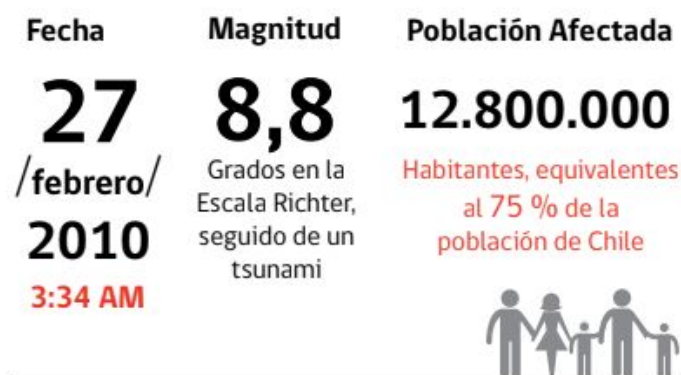 Fecha
27
/febrero/
2010
3:34 AM
Magnitud
8,8
Grados en la
Escala Richter,
seguido de un
tsunami
Población Afectada
12.800.000
Habitantes, equivalentes
al 75 % de la
población de Chile